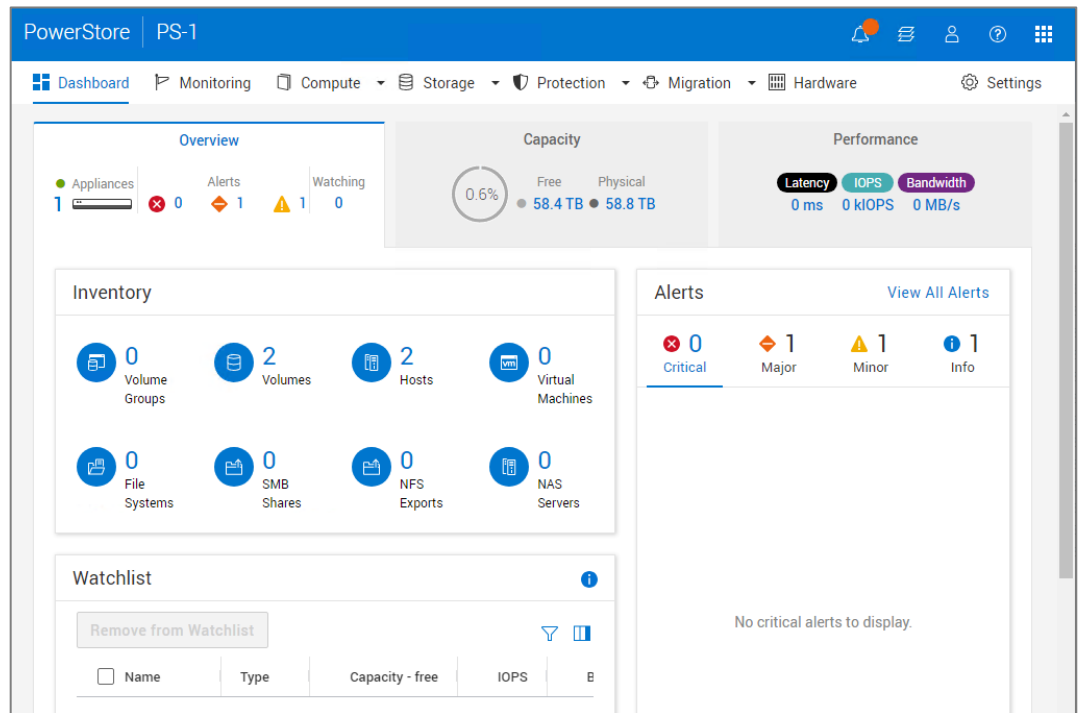 PowerStore PS-1
Dashboard Monitoring Compute Storage Protection Migration Hardware Settings
Overview
Appliances Alerts Watching
1 0 1 1 0
Capacity
0.6%
Free Physical
58.4 TB 58.8 TB
Performance
Latency IOPS Bandwidth
0 ms 0 kIOPS 0 MB/s
Inventory
0
Volume
Groups
2
Volumes
2
Hosts
0
Virtual
Machines
vm
0
File
Systems
0
SMB
Shares
0
NFS
Exports
0
NAS
Servers
Alerts View All Alerts
0 1 1 1
Critical Major Minor Info
No critical alerts to display.
Watchlist
Remove from Watchlist
Name Type Capacity - free IOPS B